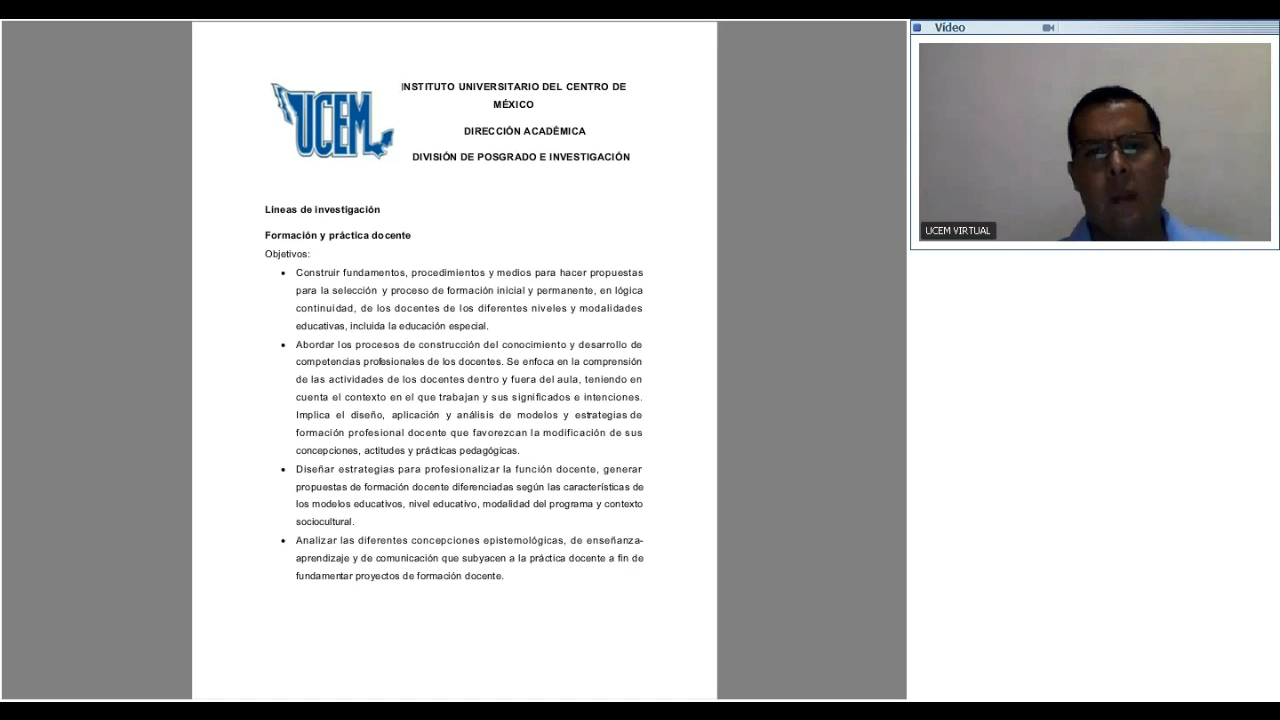 UCEM
INSTITUTO UNIVERSITARIO DEL CENTRO DE
MÉXICO
DIRECCIÓN ACADÉMICA
DIVISIÓN DE POSGRADO E INVESTIGACIÓN
Líneas de investigación
Formación y práctica docente
Objetivos:
• Construir fundamentos, procedimientos y medios para hacer propuestas
para la selección y proceso de formación inicial y permanente, en lógica
continuidad, de los docentes de los diferentes niveles y modalidades
educativas, incluida la educación especial.
• Abordar los procesos de construcción del conocimiento y desarrollo de
competencias profesionales de los docentes. Se enfoca en la comprensión
de las actividades de los docentes dentro y fuera del aula, teniendo en
cuenta el contexto en el que trabajan y sus significados e intenciones.
Implica el diseño, aplicación y análisis de modelos y estrategias de
formación profesional docente que favorezcan la modificación de sus
concepciones, actitudes y prácticas pedagógicas.
• Diseñar estrategias para profesionalizar la función docente, generar
propuestas de formación docente diferenciadas según las características de
los modelos educativos, nivel educativo, modalidad del programa y contexto
sociocultural.
• Analizar las diferentes concepciones epistemológicas, de enseñanza-
aprendizaje y de comunicación que subyacen a la práctica docente a fin de
fundamentar proyectos de formación docente.
Vídeo
UCEM VIRTUAL